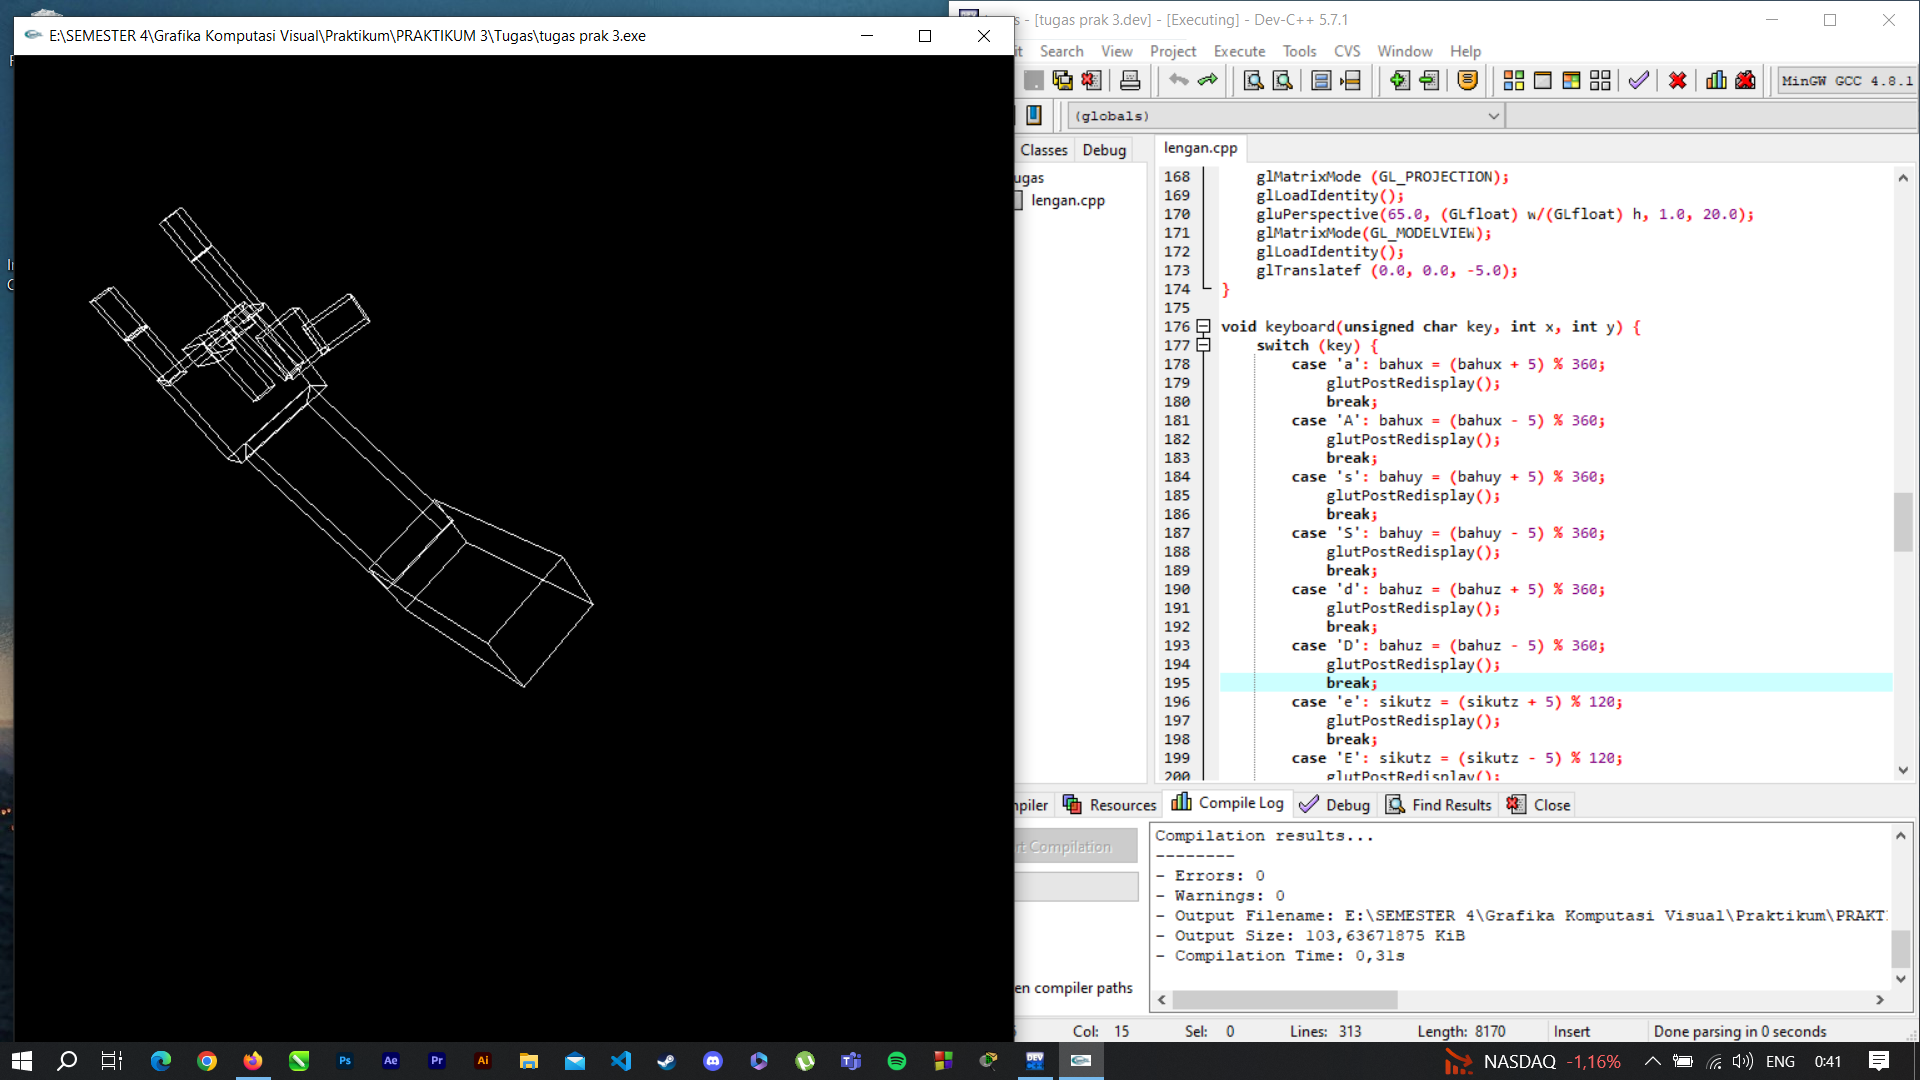 E:\SEMESTER 4\Grafika Komputasi Visual\Praktikum\PRAKTIKUM 3\Tugas\tugas prak 3.exe
- [tugas prak 3.dev] - [Executing] - Dev-C++ 5.7.1
Search View Project Execute Tools CVS Window Help
MinGW GCC 4.8.1
(globals)
Classes Debug
lengan.cpp
lengan.cpp
168 glMatrixMode (GL_PROJECTION);
169 glLoadIdentity();
170 gluPerspective(65.0, (GLfloat) w/(GLfloat) h, 1.0, 20.0);
171 glMatrixMode(GL_MODELVIEW);
172 glLoadIdentity();
173 glTranslatef (0.0, 0.0, -5.0);
174 }
175
176 void keyboard(unsigned char key, int x, int y) {
177 switch (key) {
178 case 'a': bahux = (bahux + 5) % 360;
179 glutPostRedisplay();
180 break;
181 case 'A': bahux = (bahux - 5) % 360;
182 glutPostRedisplay();
183 break;
184 case 's': bahuy = (bahuy + 5) % 360;
185 glutPostRedisplay();
186 break;
187 case 'S': bahuy = (bahuy - 5) % 360;
188 glutPostRedisplay();
189 break;
190 case 'd': bahuz = (bahuz + 5) % 360;
191 glutPostRedisplay();
192 break;
193 case 'D': bahuz = (bahuz - 5) % 360;
194 glutPostRedisplay();
195 break;
196 case 'e': sikutz = (sikutz + 5) % 120;
197 glutPostRedisplay();
198 break;
199 case 'E': sikutz = (sikutz - 5) % 120;
200 glutPostRedisplay();
Resources Compile Log Debug Find Results Close
Compilation
Compilation results...
--------
- Errors: 0
- Warnings: 0
- Output Filename: E:\SEMESTER 4\Grafika Komputasi Visual\Praktikum\PRAKT
- Output Size: 103,63671875 KiB
- Compilation Time: 0,31s
en compiler paths
Col: 15 Sel: 0 Lines: 313 Length: 8170 Insert Done parsing in 0 seconds
Ps Ae Pr Ai DEV NASDAQ -1,16% ENG 0:41